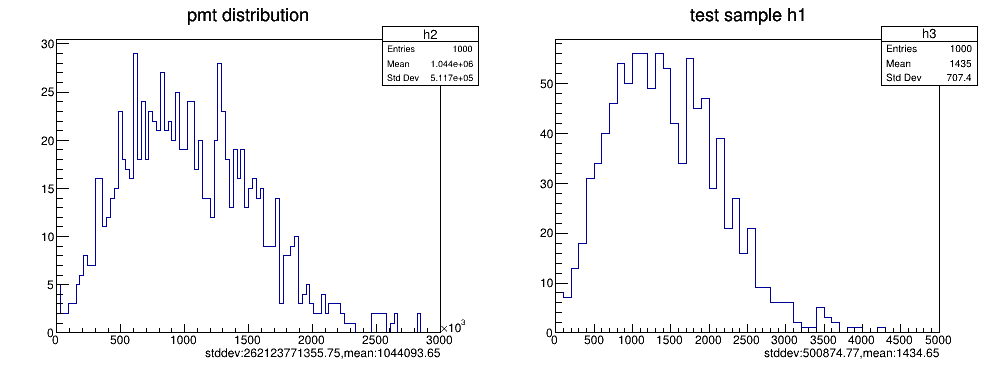 pmt distribution
h2
Entries 1000
Mean 1.044e+06
Std Dev 5.117e+05
30
25
20
15
10
5
0
0 500 1000 1500 2000 2500 3000
×10³
stddev:262123771355.75,mean:1044093.65
test sample h1
h3
Entries 1000
Mean 1435
Std Dev 707.4
50
40
30
20
10
0
0 500 1000 1500 2000 2500 3000 3500 4000 4500 5000
stddev:500874.77,mean:1434.65